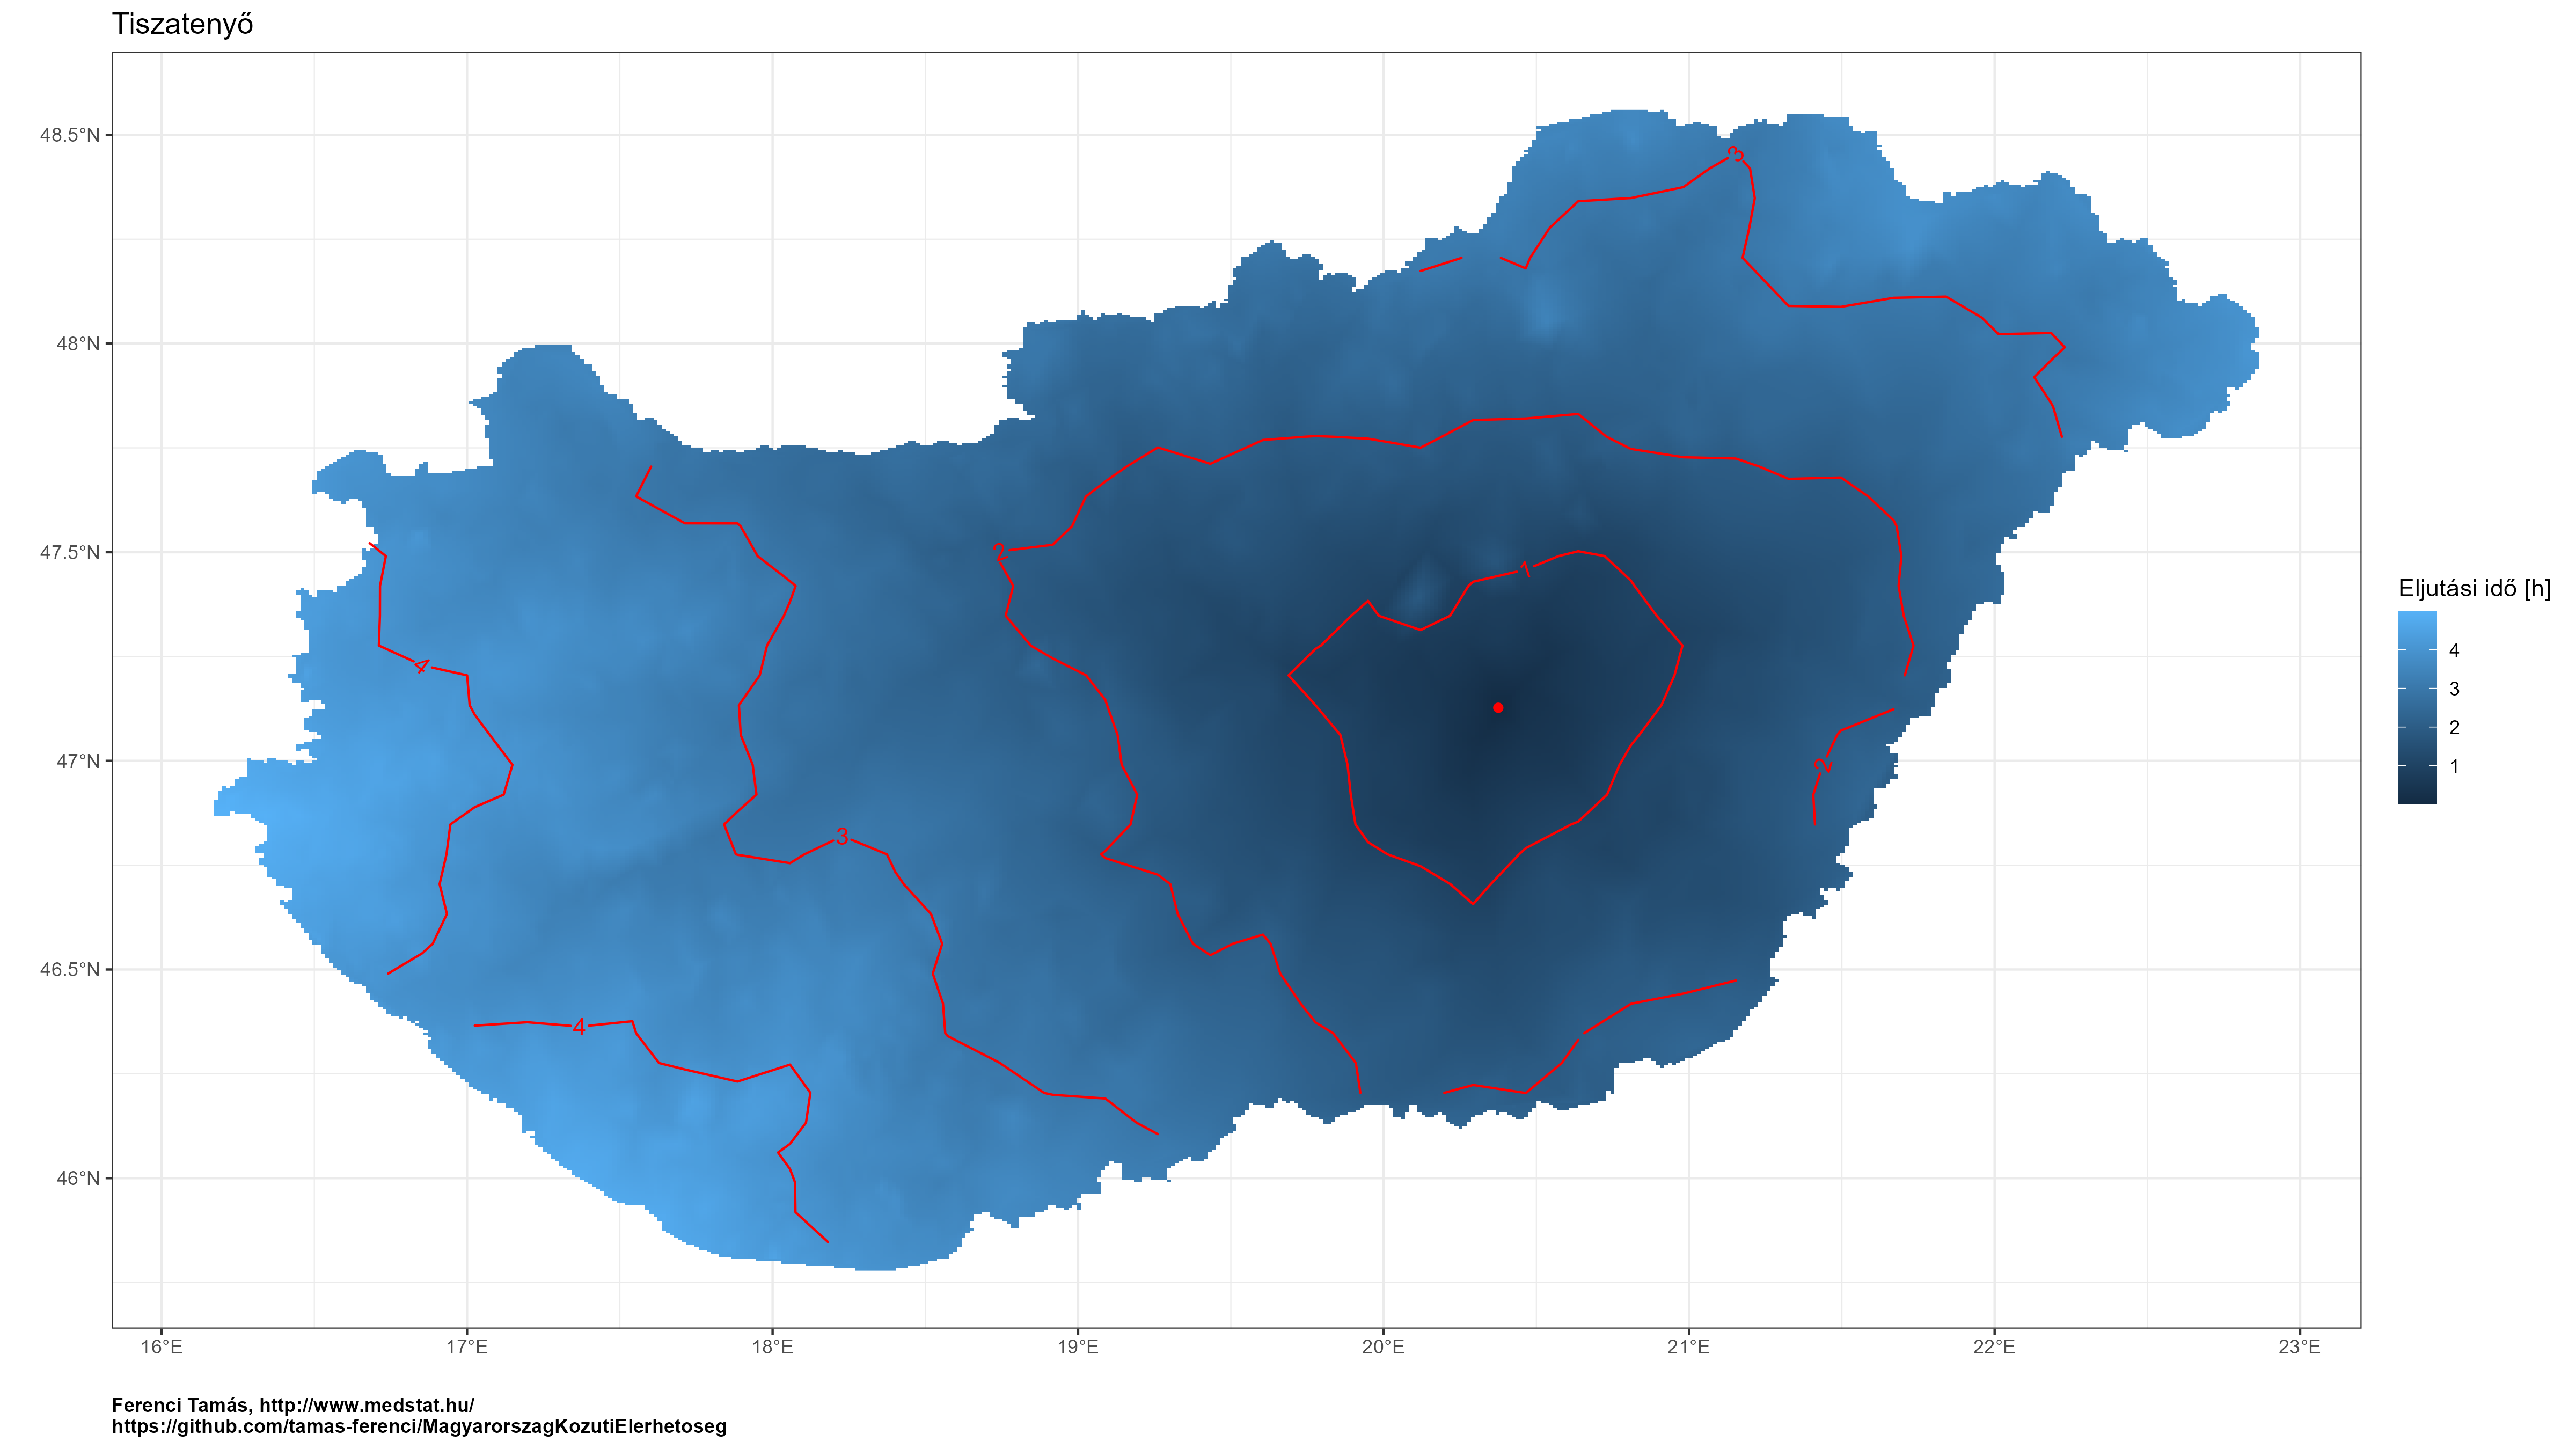 Tiszatenyő
48.5°N
48°N
47.5°N
47°N
46.5°N
46°N
16°E 17°E 18°E 19°E 20°E 21°E 22°E 23°E
3
2
1
4
2
3
4
Eljutási idő [h]
4
3
2
1
Ferenci Tamás, http://www.medstat.hu/
https://github.com/tamas-ferenci/MagyarorszagKozutiElerhetoseg